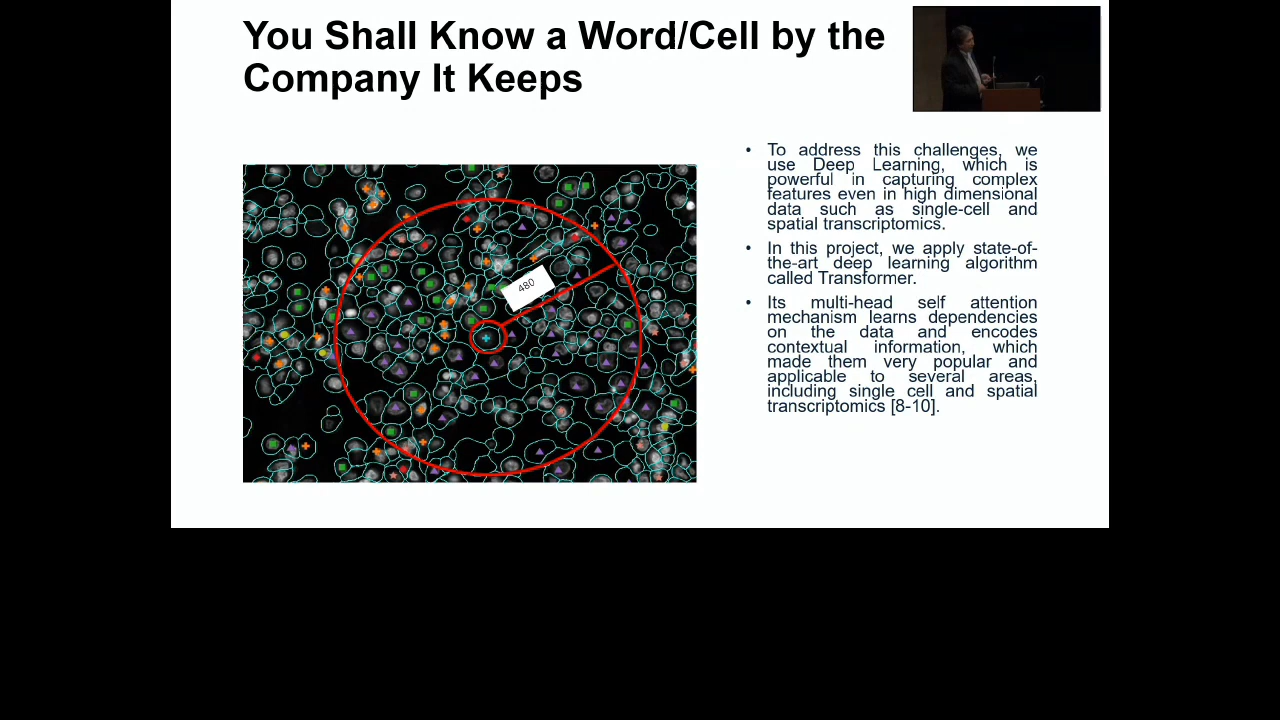 You Shall Know a Word/Cell by the
Company It Keeps
480
• To address this challenges, we
use Deep Learning, which is
powerful in capturing complex
features even in high dimensional
data such as single-cell and
spatial transcriptomics.
• In this project, we apply state-of-
the-art deep learning algorithm
called Transformer.
• Its multi-head self attention
mechanism learns dependencies
on the data and encodes
contextual information, which
made them very popular and
applicable to several areas,
including single cell and spatial
transcriptomics [8-10].